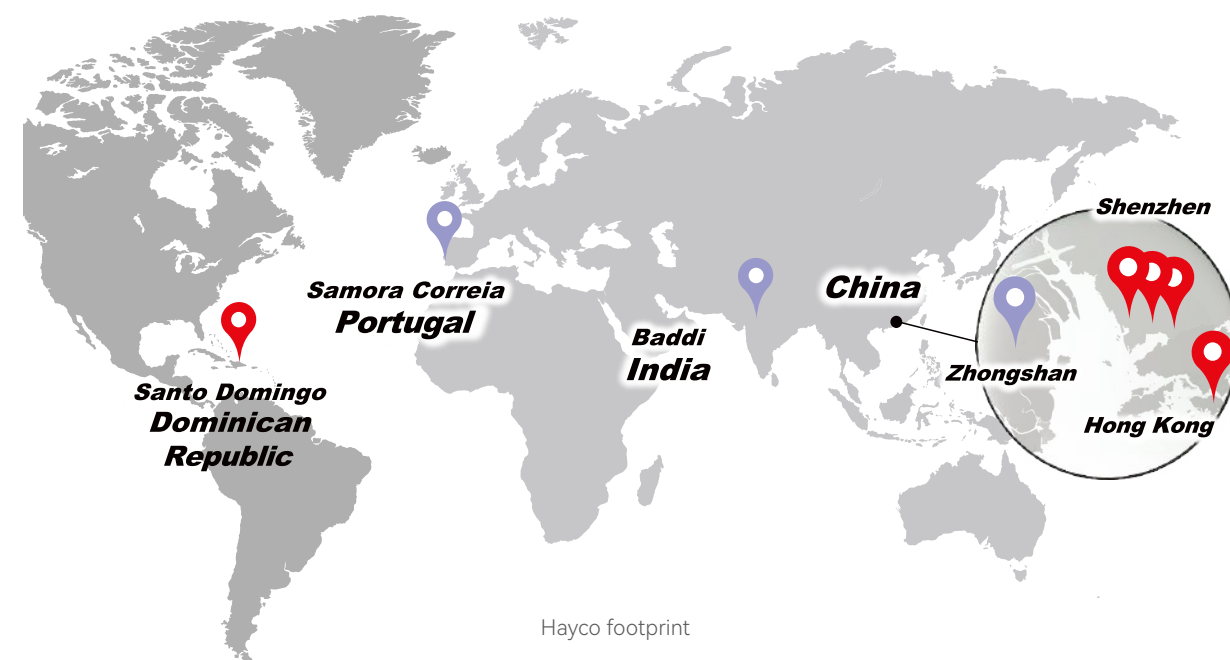 Shenzhen
China
Samora Correia
Portugal
Baddi
India
Zhongshan
Santo Domingo
Dominican
Republic
Hong Kong
Hayco footprint